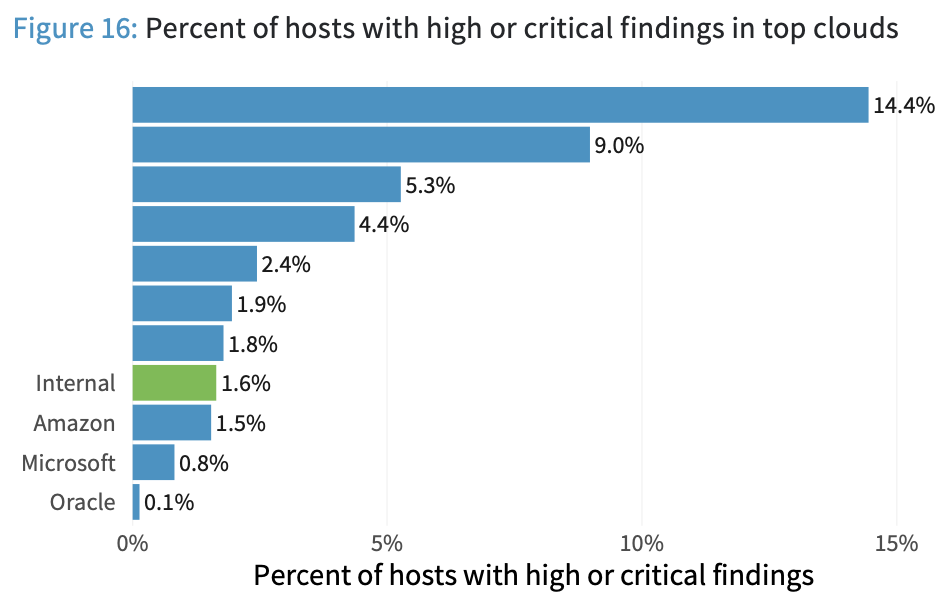 Figure 16: Percent of hosts with high or critical findings in top clouds
14.4%
9.0%
5.3%
4.4%
2.4%
1.9%
1.8%
Internal 1.6%
Amazon 1.5%
Microsoft 0.8%
Oracle 0.1%
0% 5% 10% 15%
Percent of hosts with high or critical findings